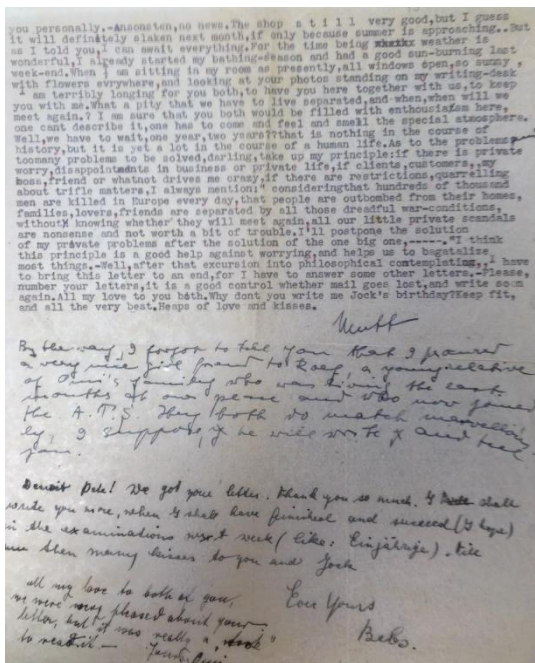 you personally.-Ansonsten,no news.The shop s t i l l very good,but I guess
it will definately slaken next month,if only because summer is approaching..But
as I told you,I can await everything.For the time being weather is
wonderful,I already started my bathing-season and had a good sun-burning last
week-end.When I am sitting in my room as presently,all windows open,so sunny,
with flowers evrywhere,and looking at your photos standing on my writing-desk
I am terribly longing for you both,to have you here together with us,to keep
you with me.What a pity that we have to live separated,and when,when will we
meet again.? I am sure that you both would be filled with enthousiazsm here,
one cant describe it,one has to come and feel and smell the special atmosphere.
Well,we have to wait,one year,two years??that is nothing in the course of
history,but it is yet a lot in the course of a human life.As to the problems
toomany problems to be solved,darling,take up my principle:if there is private
worry,disappointments in business or private life,if clients,customers,,my
boss,friend or whatnot drives me crasy,if there are restrictions,quarrelling
about trifle matters,I always mention:" consideringthat hundreds of thousand
men are killed in Europe every day,that people are outbombed from their homes,
families,lovers,friends are separated by all those dreadful war-conditions,
without knowing whether they will meet again,all our little private scandals
are nonsense and not worth a bit of trouble.I'll postpone the solution
of my private problems after the solution of the one big one,-----."I think
this principle is a good help against worrying,and helps us to bagatalise
most things.-Well,after that excursion into philosophical contemplating,,I have
to bring this letter to an end,for I have to answer some other letters.-Please,
number your letters,it is a good control whether mail goes lost,and write soon
again.All my love to you both.Why dont you write me Jock's birthday?Keep fit,
and all the very best.Heaps of love and kisses.
Mutt
By the way, I forgot to tell you that I
a very nice girl friend to a young relative
of family who was living the last
months at our place and who now joined
the A.T.S. They both do match marvellous-
ly, I suppose, if he will write and
you.
Pele! We got your letter. Thank you so much. I shall
write you more, when I shall have finished and succeed (I hope)
in the examinations next week (like: Einjährige). Till
then many kisses to you and Jock
Ever Yours
Bebs.
all my love to both of you,
we were very pleased about your
letter, but it was really a "work"
to read it –